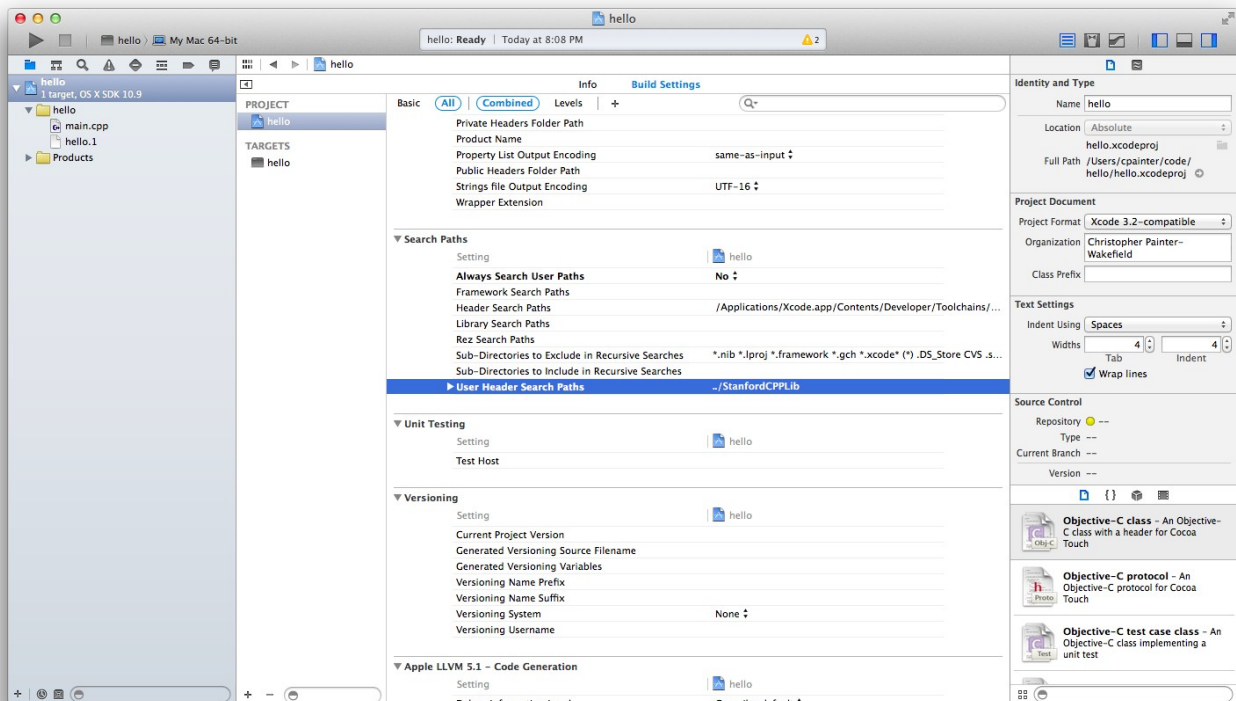 hello
hello
My Mac 64-bit
hello: Ready
Today at 8:08 PM
2
hello
1 target, OS X SDK 10.9
hello
main.cpp
hello.1
Products
hello
PROJECT
hello
TARGETS
hello
Info
Build Settings
Basic
All
Combined
Levels
+
Private Headers Folder Path
Product Name
Property List Output Encoding
same-as-input
Public Headers Folder Path
Strings file Output Encoding
UTF-16
Wrapper Extension
Search Paths
Setting
hello
Always Search User Paths
No
Framework Search Paths
Header Search Paths
/Applications/Xcode.app/Contents/Developer/Toolchains/...
Library Search Paths
Rez Search Paths
Sub-Directories to Exclude in Recursive Searches
*.nib *.lproj *.framework *.gch *.xcode* (*) .DS_Store CVS .s...
Sub-Directories to Include in Recursive Searches
User Header Search Paths
../StanfordCPPLib
Unit Testing
Setting
hello
Test Host
Versioning
Setting
hello
Current Project Version
Generated Versioning Source Filename
Generated Versioning Variables
Versioning Name Prefix
Versioning Name Suffix
Versioning System
None
Versioning Username
Apple LLVM 5.1 - Code Generation
Setting
hello
Identity and Type
Name hello
Location Absolute
hello.xcodeproj
Full Path /Users/cpainter/code/
hello/hello.xcodeproj
Project Document
Project Format Xcode 3.2-compatible
Organization Christopher Painter-
Wakefield
Class Prefix
Text Settings
Indent Using Spaces
Widths 4 4
Tab Indent
Wrap lines
Source Control
Repository --
Type --
Current Branch --
Version --
{}
Objective-C class - An Objective-
C class with a header for Cocoa
Touch
Obj-C
Objective-C protocol - An
Objective-C protocol for Cocoa
Touch
h
Proto
Objective-C test case class - An
Objective-C class implementing a
unit test
C
Test